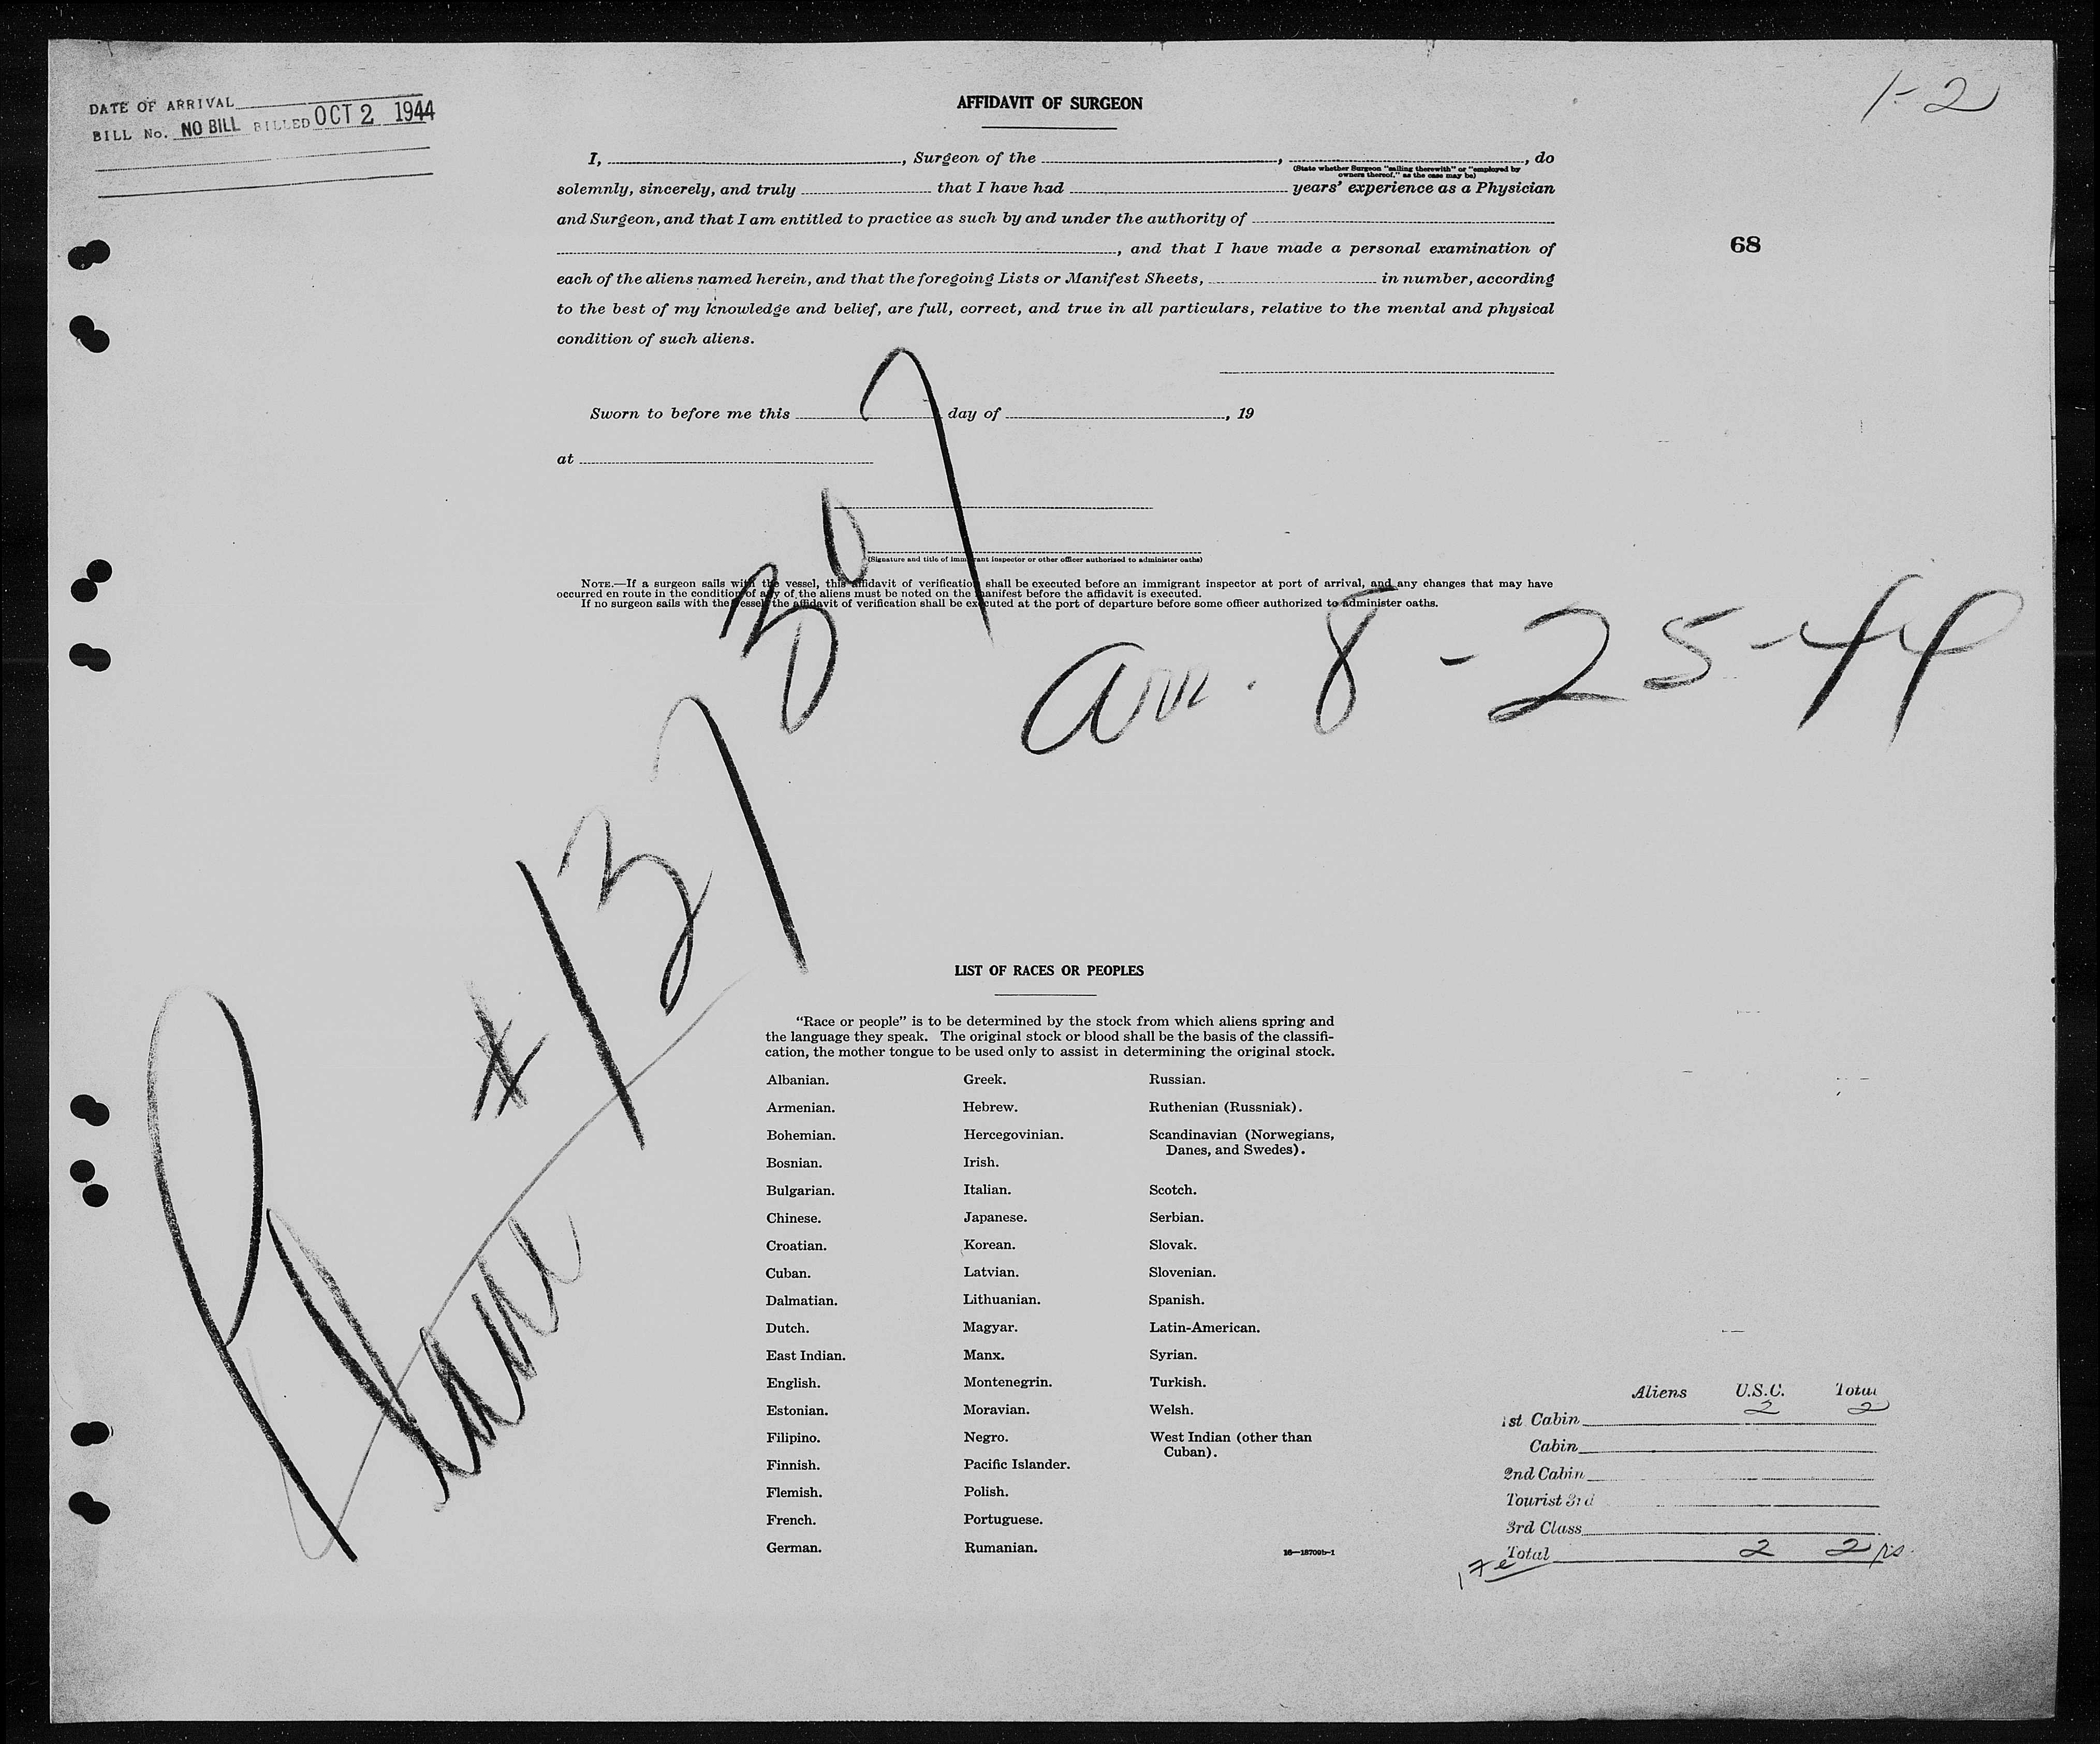 DATE OF ARRIVAL
BILL No. NO BILL BILLED OCT 2 1944
1-2
AFFIDAVIT OF SURGEON
I, , Surgeon of the , , do
(State whether Surgeon "sailing therewith" or "employed by
owners thereof," as the case may be)
solemnly, sincerely, and truly that I have had years' experience as a Physician
and Surgeon, and that I am entitled to practice as such by and under the authority of
, and that I have made a personal examination of
68
each of the aliens named herein, and that the foregoing Lists or Manifest Sheets, in number, according
to the best of my knowledge and belief, are full, correct, and true in all particulars, relative to the mental and physical
condition of such aliens.
Sworn to before me this day of , 19
at
(Signature and title of immigrant inspector or other officer authorized to administer oaths)
NOTE.—If a surgeon sails with the vessel, this affidavit of verification shall be executed before an immigrant inspector at port of arrival, and any changes that may have
occurred en route in the condition of any of the aliens must be noted on the manifest before the affidavit is executed.
If no surgeon sails with the vessel, the affidavit of verification shall be executed at the port of departure before some officer authorized to administer oaths.
Arr. 8-25-44
Plane #137307
LIST OF RACES OR PEOPLES
"Race or people" is to be determined by the stock from which aliens spring and
the language they speak. The original stock or blood shall be the basis of the classifi-
cation, the mother tongue to be used only to assist in determining the original stock.
Albanian.
Armenian.
Bohemian.
Bosnian.
Bulgarian.
Chinese.
Croatian.
Cuban.
Dalmatian.
Dutch.
East Indian.
English.
Estonian.
Filipino.
Finnish.
Flemish.
French.
German.
Greek.
Hebrew.
Hercegovinian.
Irish.
Italian.
Japanese.
Korean.
Latvian.
Lithuanian.
Magyar.
Manx.
Montenegrin.
Moravian.
Negro.
Pacific Islander.
Polish.
Portuguese.
Rumanian.
Russian.
Ruthenian (Russniak).
Scandinavian (Norwegians,
Danes, and Swedes).
Scotch.
Serbian.
Slovak.
Slovenian.
Spanish.
Latin-American.
Syrian.
Turkish.
Welsh.
West Indian (other than
Cuban).
16—18709b-1
Aliens U.S.C. Total
1st Cabin 2 2
Cabin
2nd Cabin
Tourist 3rd
3rd Class
Total 2 2